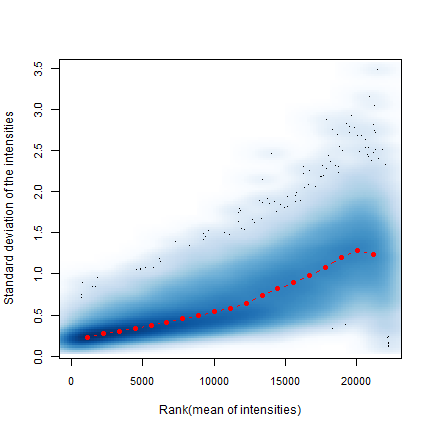 3.5
3.0
2.5
2.0
1.5
1.0
0.5
0.0
Standard deviation of the intensities
0 5000 10000 15000 20000
Rank(mean of intensities)